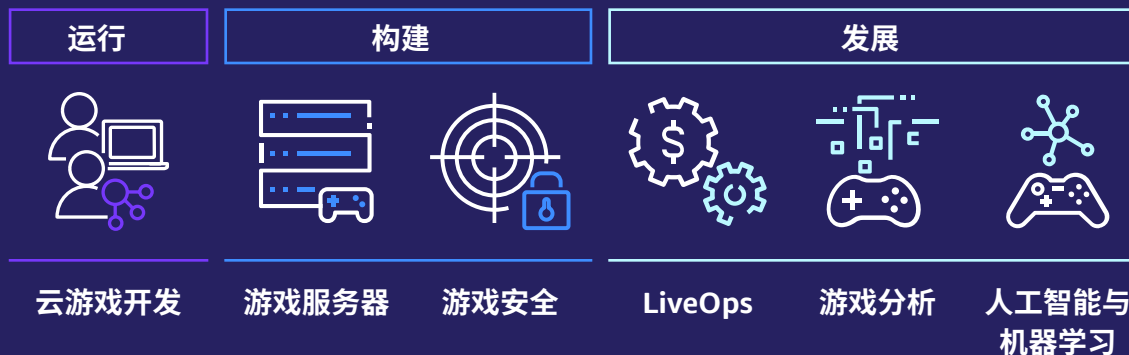 运行
构建
发展
云游戏开发
游戏服务器
游戏安全
LiveOps
游戏分析
人工智能与
机器学习